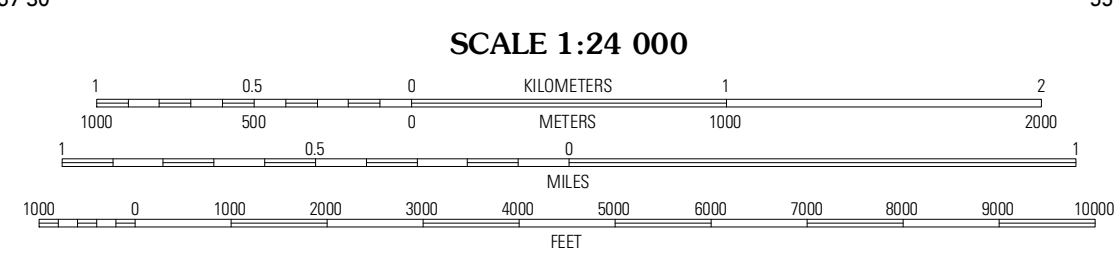 SCALE 1:24 000
1 0.5 0 KILOMETERS 1 2
1000 500 0 METERS 1000 2000
1 0.5 0 1
MILES
1000 0 1000 2000 3000 4000 5000 6000 7000 8000 9000 10000
FEET